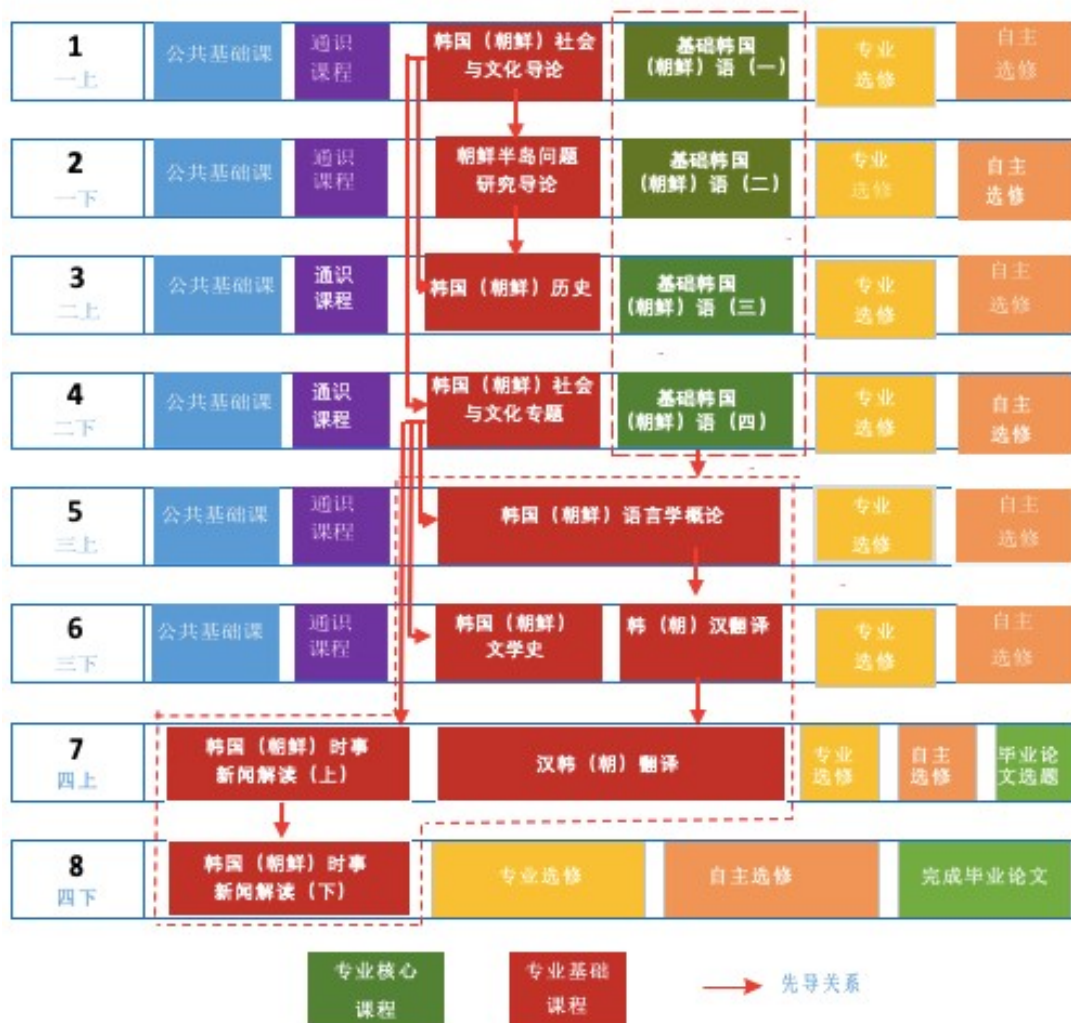 1
一上
公共基础课
通识
课程
韩国（朝鲜）社会
与文化导论
基础韩国
（朝鲜）语（一）
专业
选修
自主
选修
2
一下
公共基础课
通识
课程
朝鲜半岛问题
研究导论
基础韩国
（朝鲜）语（二）
专业
选修
自主
选修
3
二上
公共基础课
通识
课程
韩国（朝鲜）历史
基础韩国
（朝鲜）语（三）
专业
选修
自主
选修
4
二下
公共基础课
通识
课程
韩国（朝鲜）社会
与文化专题
基础韩国
（朝鲜）语（四）
专业
选修
自主
选修
5
三上
公共基础课
通识
课程
韩国（朝鲜）语言学概论
专业
选修
自主
选修
6
三下
公共基础课
通识
课程
韩国（朝鲜）
文学史
韩（朝）汉翻译
专业
选修
自主
选修
7
四上
韩国（朝鲜）时事
新闻解读（上）
汉韩（朝）翻译
专业
选修
自主
选修
毕业论
文选题
8
四下
韩国（朝鲜）时事
新闻解读（下）
专业选修
自主选修
完成毕业论文
专业核心
课程
专业基础
课程
先导关系